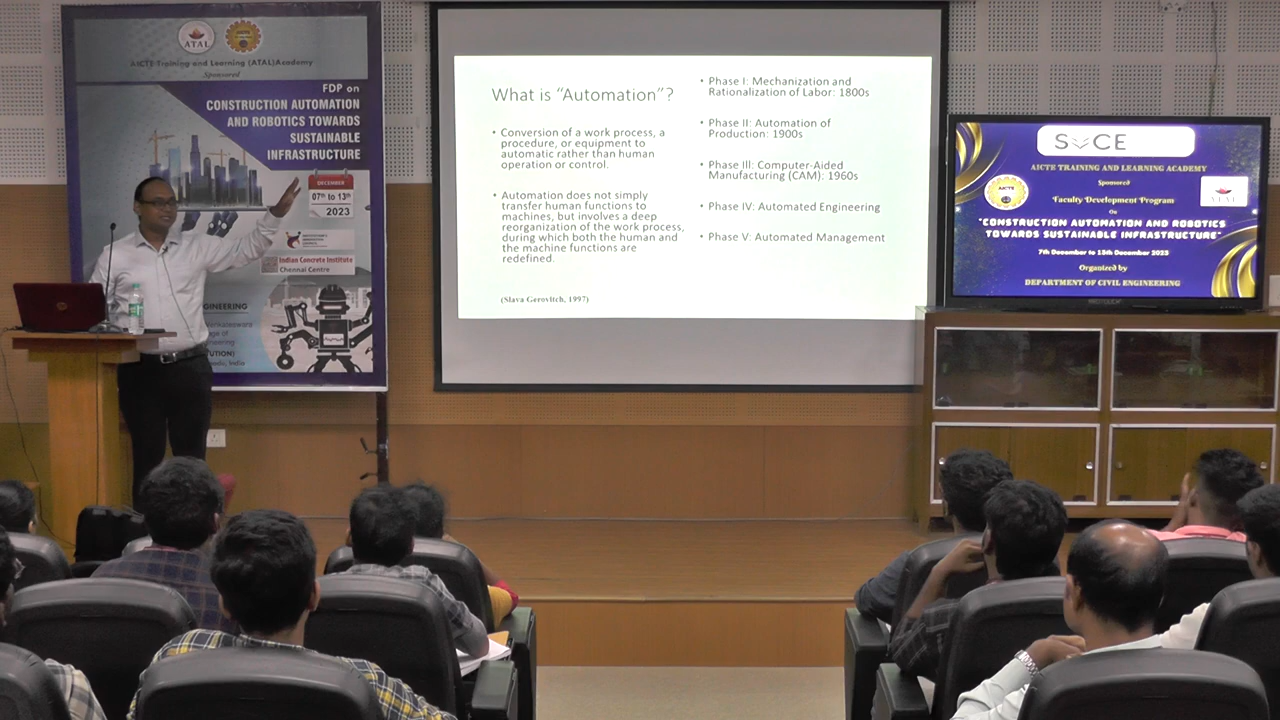 ATAL
AICTE Training and Learning (ATAL)Academy
Sponsored
FDP on
CONSTRUCTION AUTOMATION
AND ROBOTICS TOWARDS
SUSTAINABLE
INFRASTRUCTURE
DECEMBER
07th to 13th
2023
Indian Concrete Institute
Chennai Centre
GINEERING
What is “Automation”?
• Conversion of a work process, a
procedure, or equipment to
automatic rather than human
operation or control.
• Automation does not simply
transfer human functions to
machines, but involves a deep
reorganization of the work process,
during which both the human and
the machine functions are
redefined.
(Slava Gerovitch, 1997)
• Phase I: Mechanization and
Rationalization of Labor: 1800s
• Phase II: Automation of
Production: 1900s
• Phase III: Computer-Aided
Manufacturing (CAM): 1960s
• Phase IV: Automated Engineering
• Phase V: Automated Management
SVCE
AICTE TRAINING AND LEARNING ACADEMY
Sponsored
AICTE
Faculty Development Program
ATAL
On
"CONSTRUCTION AUTOMATION AND ROBOTICS
TOWARDS SUSTAINABLE INFRASTRUCTURE"
7th December to 13th December 2023
Organized by
DEPARTMENT OF CIVIL ENGINEERING